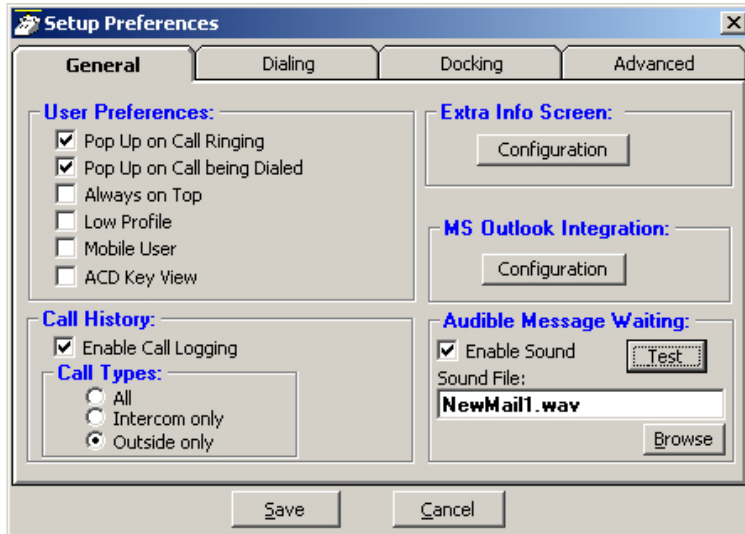 Setup Preferences
General
Dialing
Docking
Advanced
User Preferences:
Pop Up on Call Ringing
Pop Up on Call being Dialed
Always on Top
Low Profile
Mobile User
ACD Key View
Extra Info Screen:
Configuration
MS Outlook Integration:
Configuration
Call History:
Enable Call Logging
Call Types:
All
Intercom only
Outside only
Audible Message Waiting:
Enable Sound
Test
Sound File:
NewMail1.wav
Browse
Save
Cancel